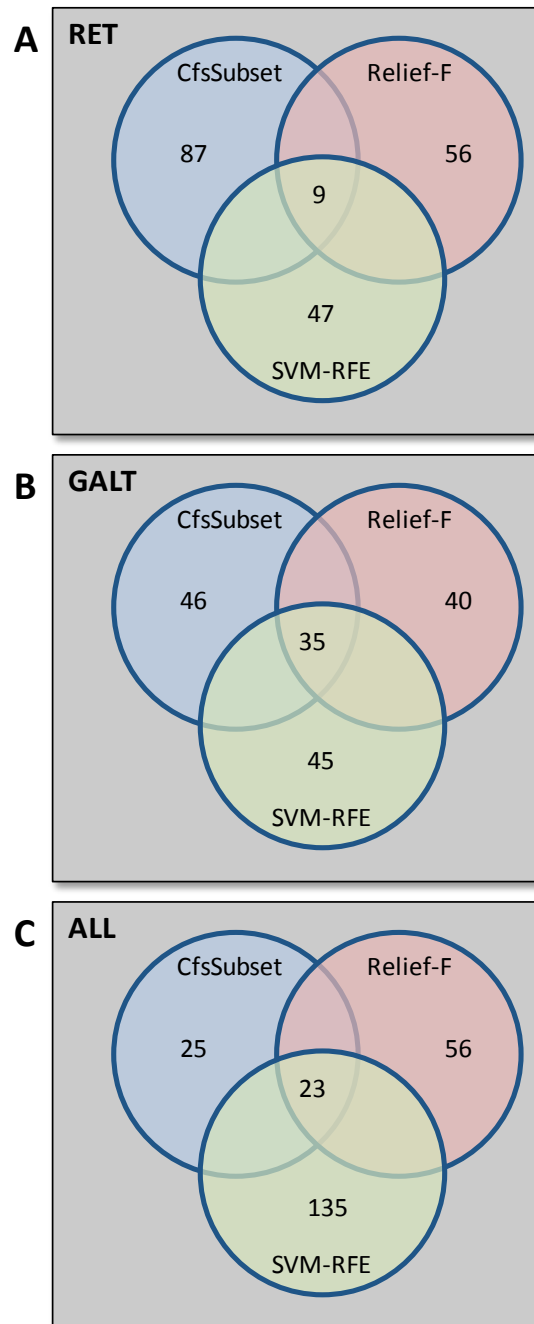 A
RET
CfsSubset Relief-F
87 56
9
47
SVM-RFE
B
GALT
CfsSubset Relief-F
46 40
35
45
SVM-RFE
C
ALL
CfsSubset Relief-F
25 56
23
135
SVM-RFE